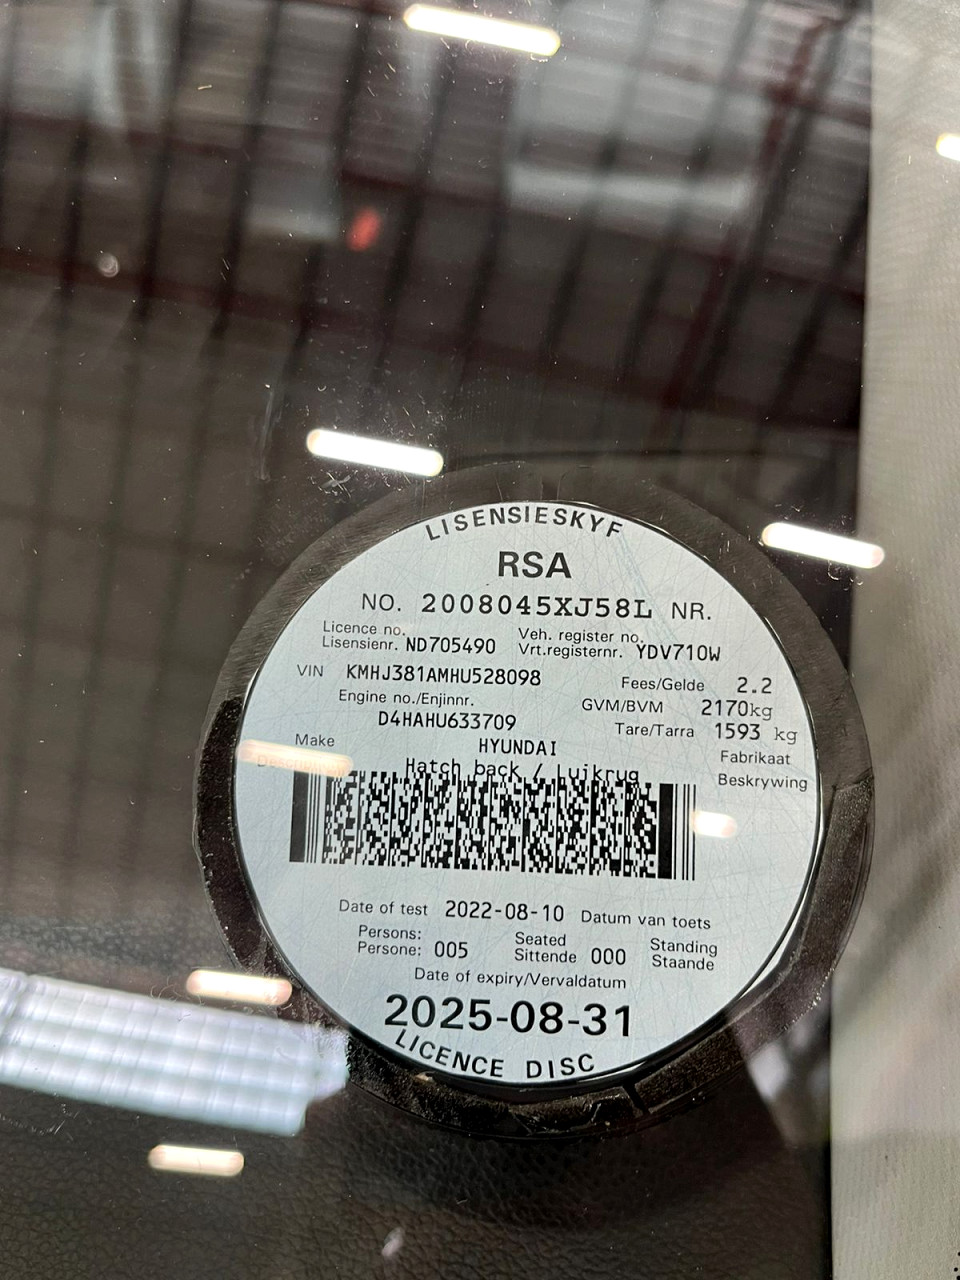 LISENSIESKYF
RSA
NO. 2008045XJ58L NR.
Licence no. Veh. register no.
Lisensienr. ND705490 Vrt.registernr. YDV710W
VIN KMHJ381AMHU528098 Fees/Gelde 2.2
Engine no./Enjinnr. GVM/BVM 2170kg
D4HAHU633709 Tare/Tarra 1593 kg
Make HYUNDAI Fabrikaat
Description Hatch back / Luikrug Beskrywing
Date of test 2022-08-10 Datum van toets
Persons: Seated Standing
Persone: 005 Sittende 000 Staande
Date of expiry/Vervaldatum
2025-08-31
LICENCE DISC